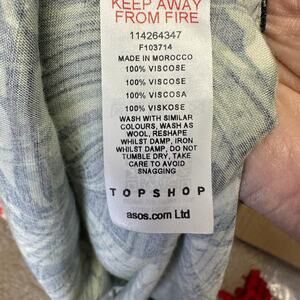 KEEP AWAY
FROM FIRE
114264347
F103714
MADE IN MOROCCO
100% VISCOSE
100% VISCOSE
100% VISCOSA
100% VISKOSE
WASH WITH SIMILAR
COLOURS, WASH AS
WOOL, RESHAPE
WHILST DAMP, IRON
WHILST DAMP, DO NOT
TUMBLE DRY, TAKE
CARE TO AVOID
SNAGGING
TOPSHOP
asos.com Ltd